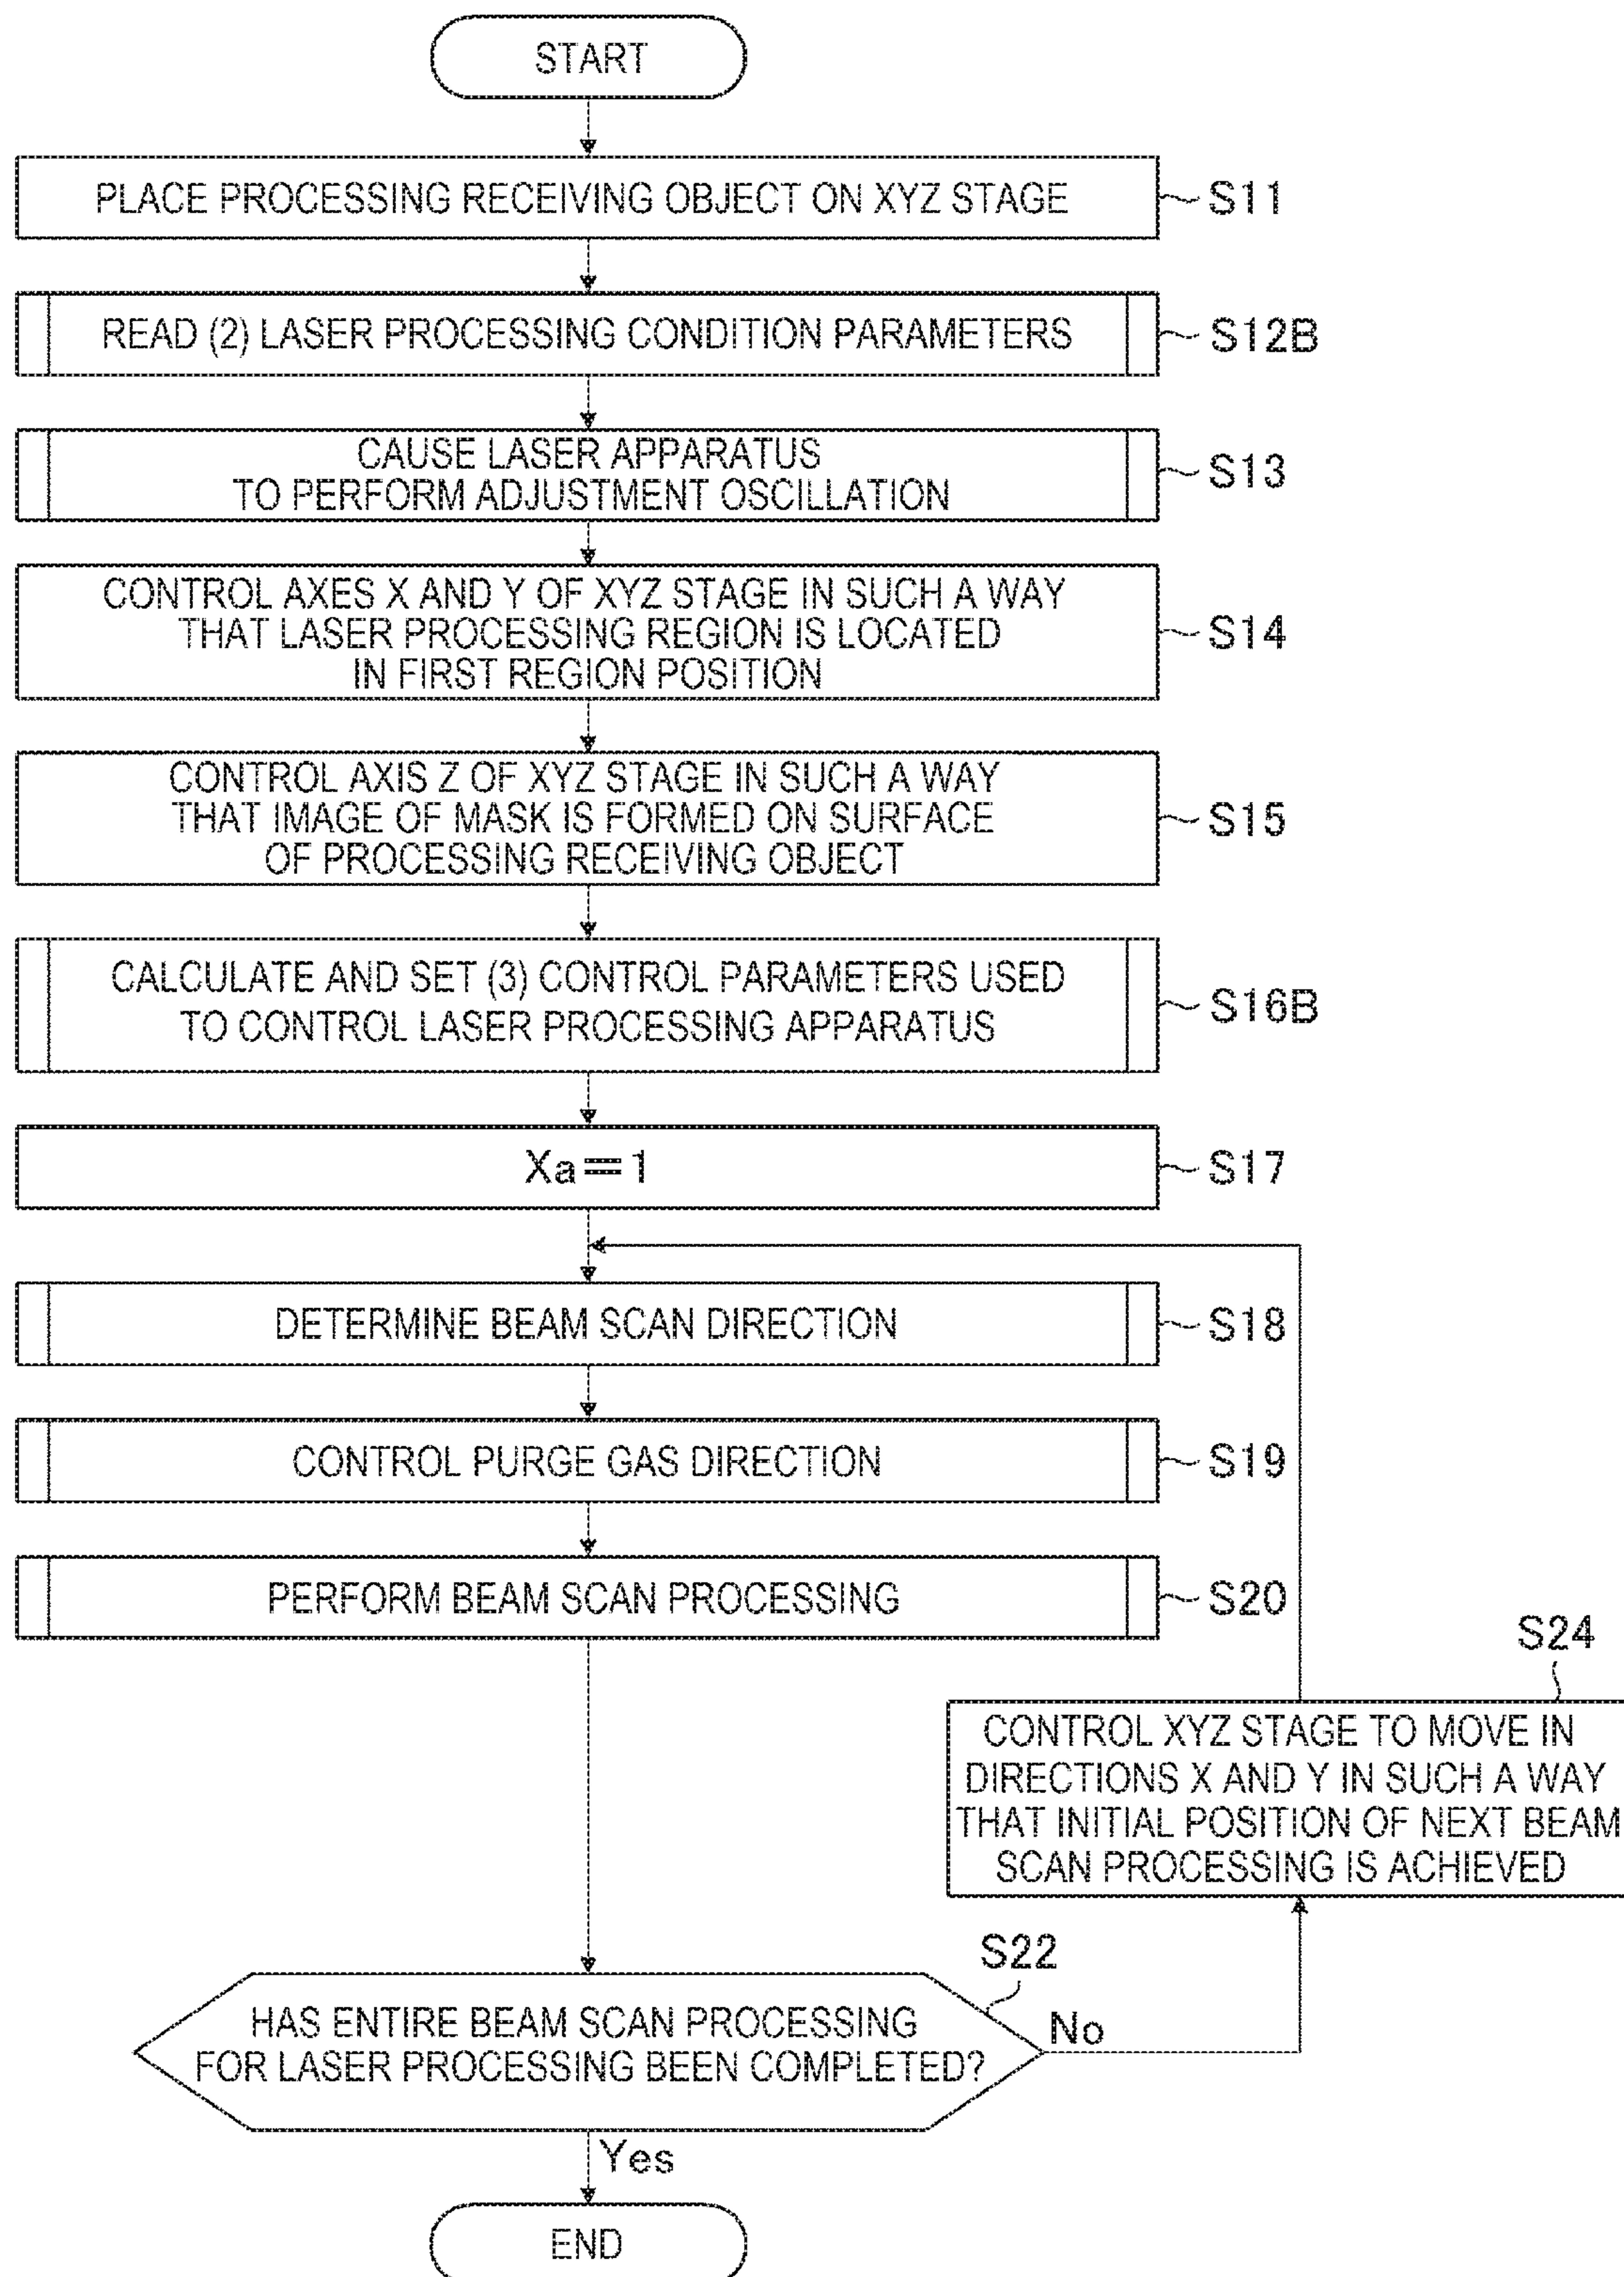 START
PLACE PROCESSING RECEIVING OBJECT ON XYZ STAGE
S11
READ (2) LASER PROCESSING CONDITION PARAMETERS
S12B
CAUSE LASER APPARATUS
TO PERFORM ADJUSTMENT OSCILLATION
S13
CONTROL AXES X AND Y OF XYZ STAGE IN SUCH A WAY
THAT LASER PROCESSING REGION IS LOCATED
IN FIRST REGION POSITION
S14
CONTROL AXIS Z OF XYZ STAGE IN SUCH A WAY
THAT IMAGE OF MASK IS FORMED ON SURFACE
OF PROCESSING RECEIVING OBJECT
S15
CALCULATE AND SET (3) CONTROL PARAMETERS USED
TO CONTROL LASER PROCESSING APPARATUS
S16B
Xa=1
S17
DETERMINE BEAM SCAN DIRECTION
S18
CONTROL PURGE GAS DIRECTION
S19
PERFORM BEAM SCAN PROCESSING
S20
S24
CONTROL XYZ STAGE TO MOVE IN
DIRECTIONS X AND Y IN SUCH A WAY
THAT INITIAL POSITION OF NEXT BEAM
SCAN PROCESSING IS ACHIEVED
S22
HAS ENTIRE BEAM SCAN PROCESSING
FOR LASER PROCESSING BEEN COMPLETED?
No
Yes
END